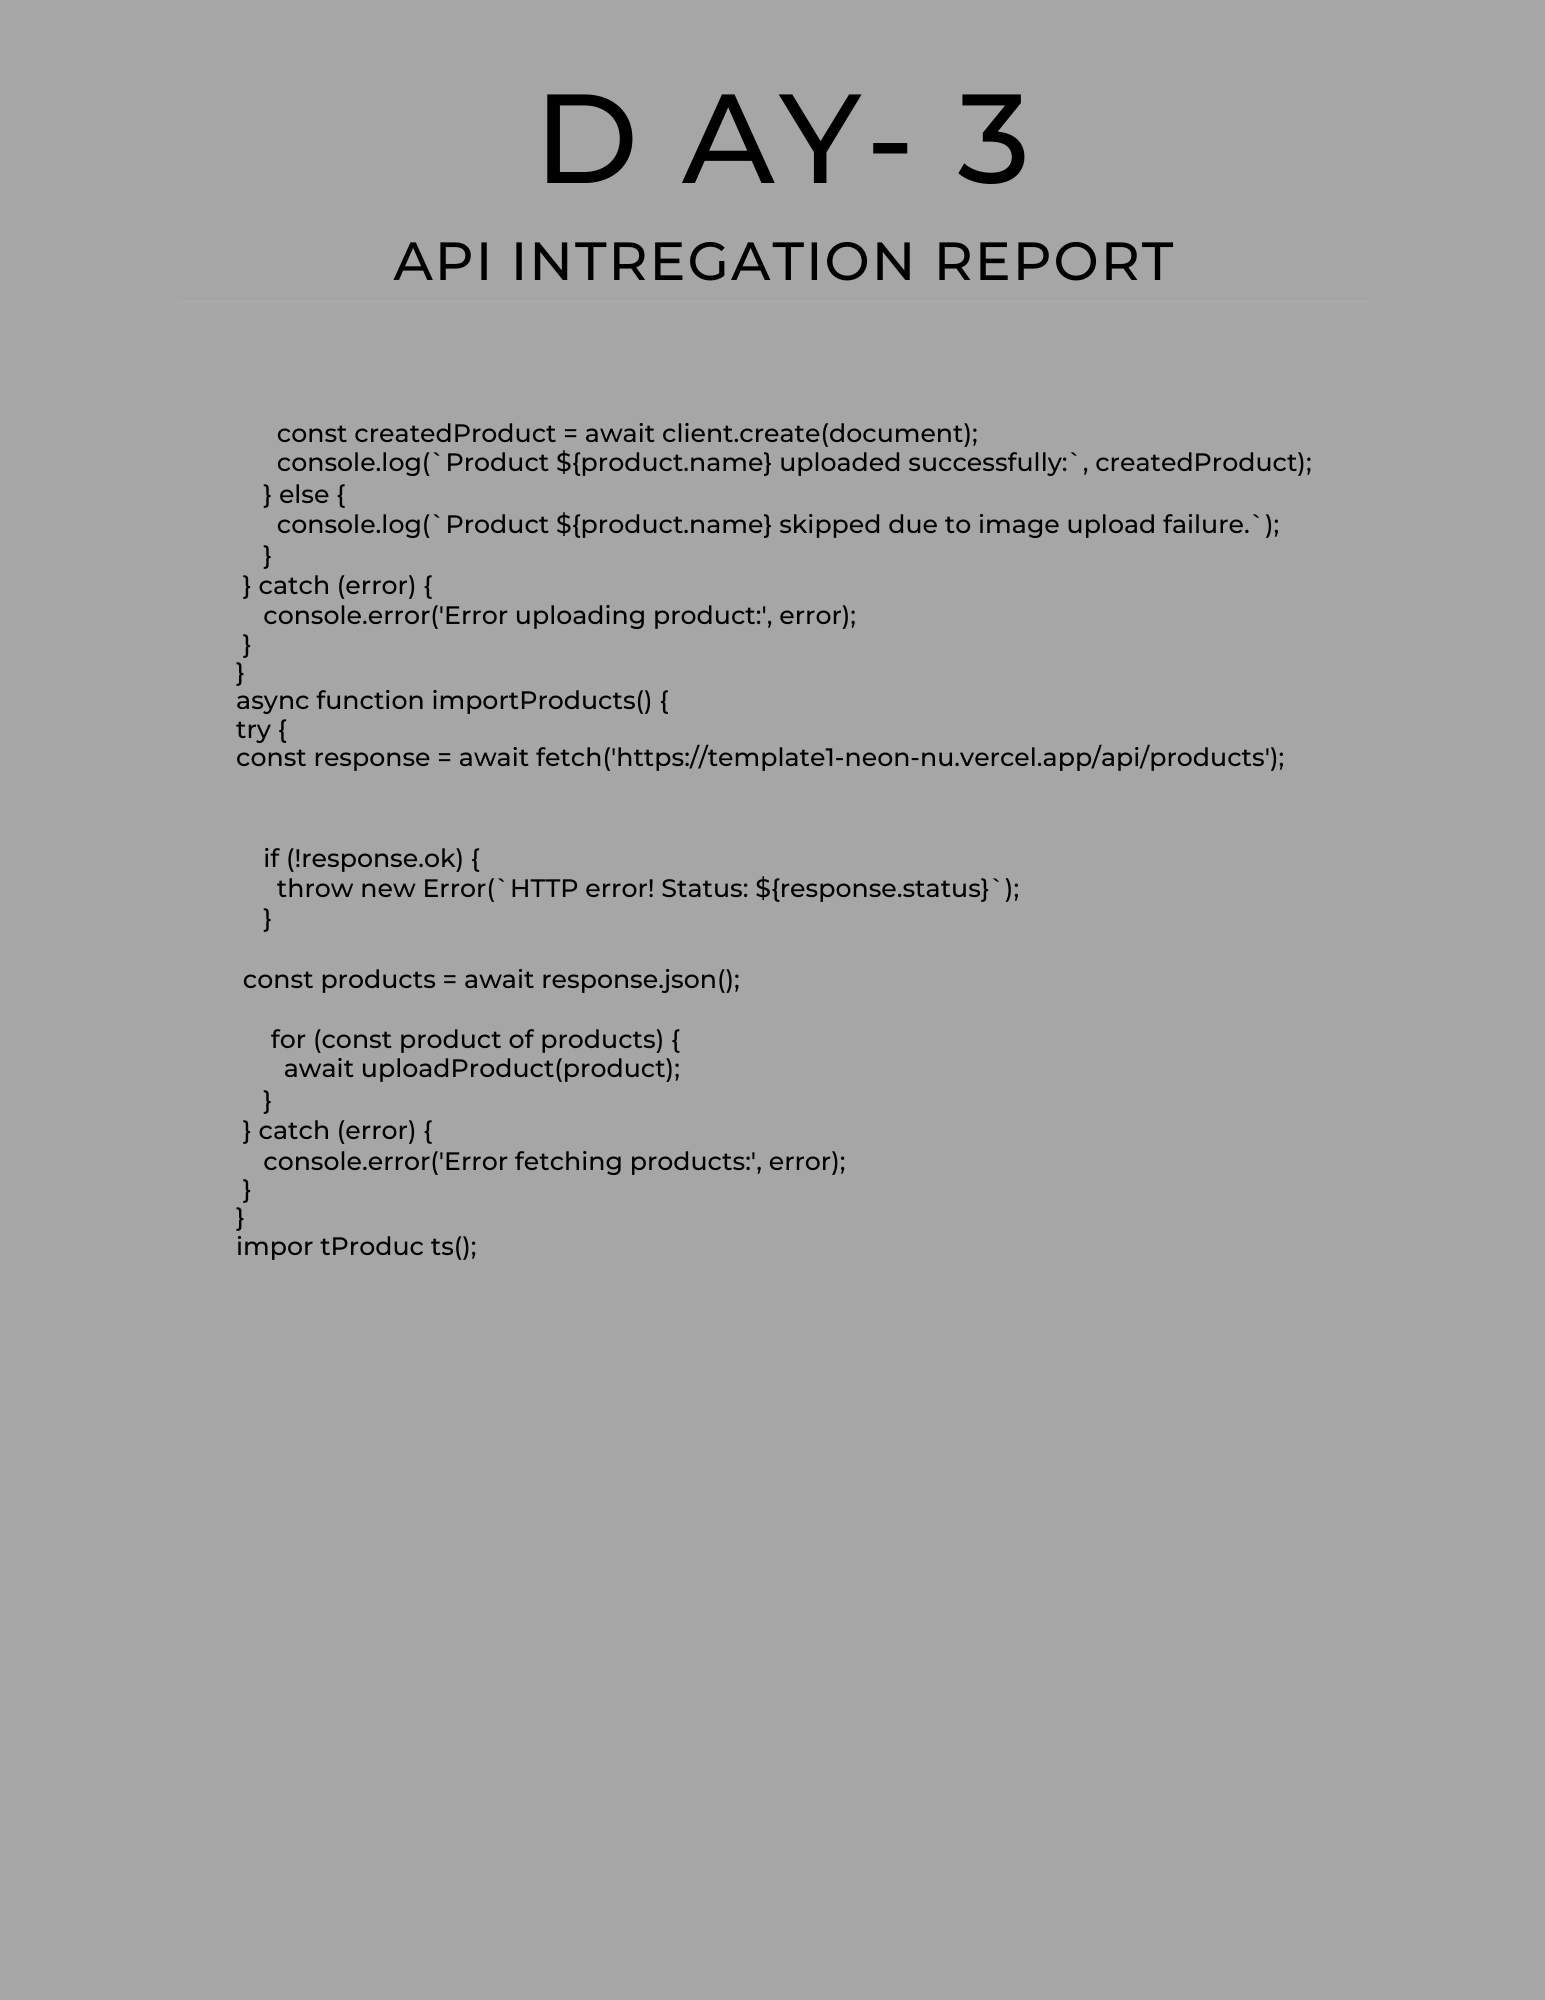 D AY- 3
API INTREGATION REPORT
const createdProduct = await client.create(document);
console.log(`Product ${product.name} uploaded successfully:`, createdProduct);
} else {
console.log(`Product ${product.name} skipped due to image upload failure.`);
}
} catch (error) {
console.error('Error uploading product:', error);
}
}
async function importProducts() {
try {
const response = await fetch('https://template1-neon-nu.vercel.app/api/products');
if (!response.ok) {
throw new Error(`HTTP error! Status: ${response.status}`);
}
const products = await response.json();
for (const product of products) {
await uploadProduct(product);
}
} catch (error) {
console.error('Error fetching products:', error);
}
}
impor tProduc ts();